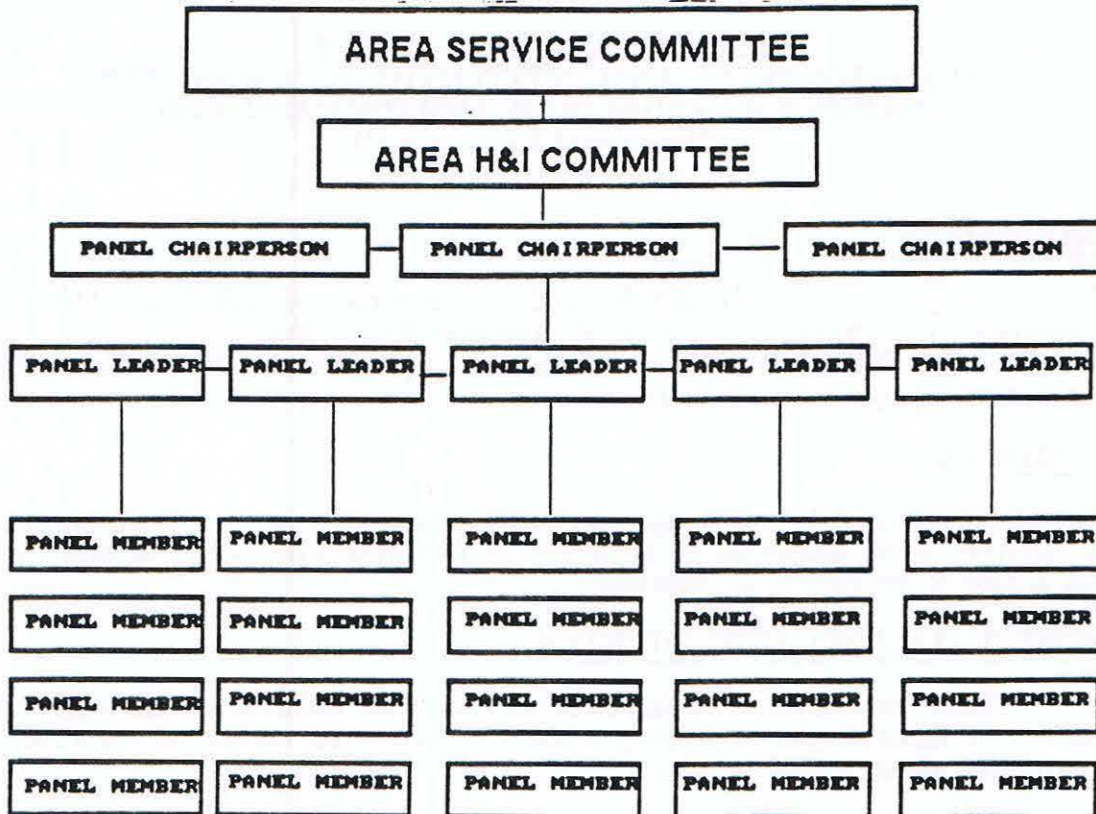 AREA SERVICE COMMITTEE
AREA H&I COMMITTEE
PANEL CHAIRPERSON PANEL CHAIRPERSON PANEL CHAIRPERSON
PANEL LEADER PANEL LEADER PANEL LEADER PANEL LEADER PANEL LEADER
PANEL MEMBER PANEL MEMBER PANEL MEMBER PANEL MEMBER PANEL MEMBER
PANEL MEMBER PANEL MEMBER PANEL MEMBER PANEL MEMBER PANEL MEMBER
PANEL MEMBER PANEL MEMBER PANEL MEMBER PANEL MEMBER PANEL MEMBER
PANEL MEMBER PANEL MEMBER PANEL MEMBER PANEL MEMBER PANEL MEMBER